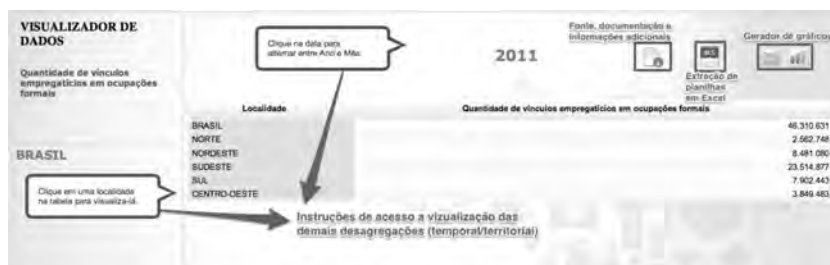 VISUALIZADOR DE
DADOS
Quantidade de vínculos
empregatícios em ocupações
formais
BRASIL
Clique na data para
alternar entre Ano e Mês.
2011
Fonte, documentação e
informações adicionais
Extração de
planilhas
em Excel
Gerador de gráficos
Localidade
Quantidade de vínculos empregatícios em ocupações formais
BRASIL 46.310.631
NORTE 2.562.748
NORDESTE 8.481.080
SUDESTE 23.514.877
SUL 7.902.443
CENTRO-OESTE 3.849.483
Clique em uma localidade
na tabela para visualizá-lá.
Instruções de acesso a vizualização das
demais desagregações (temporal/territorial)